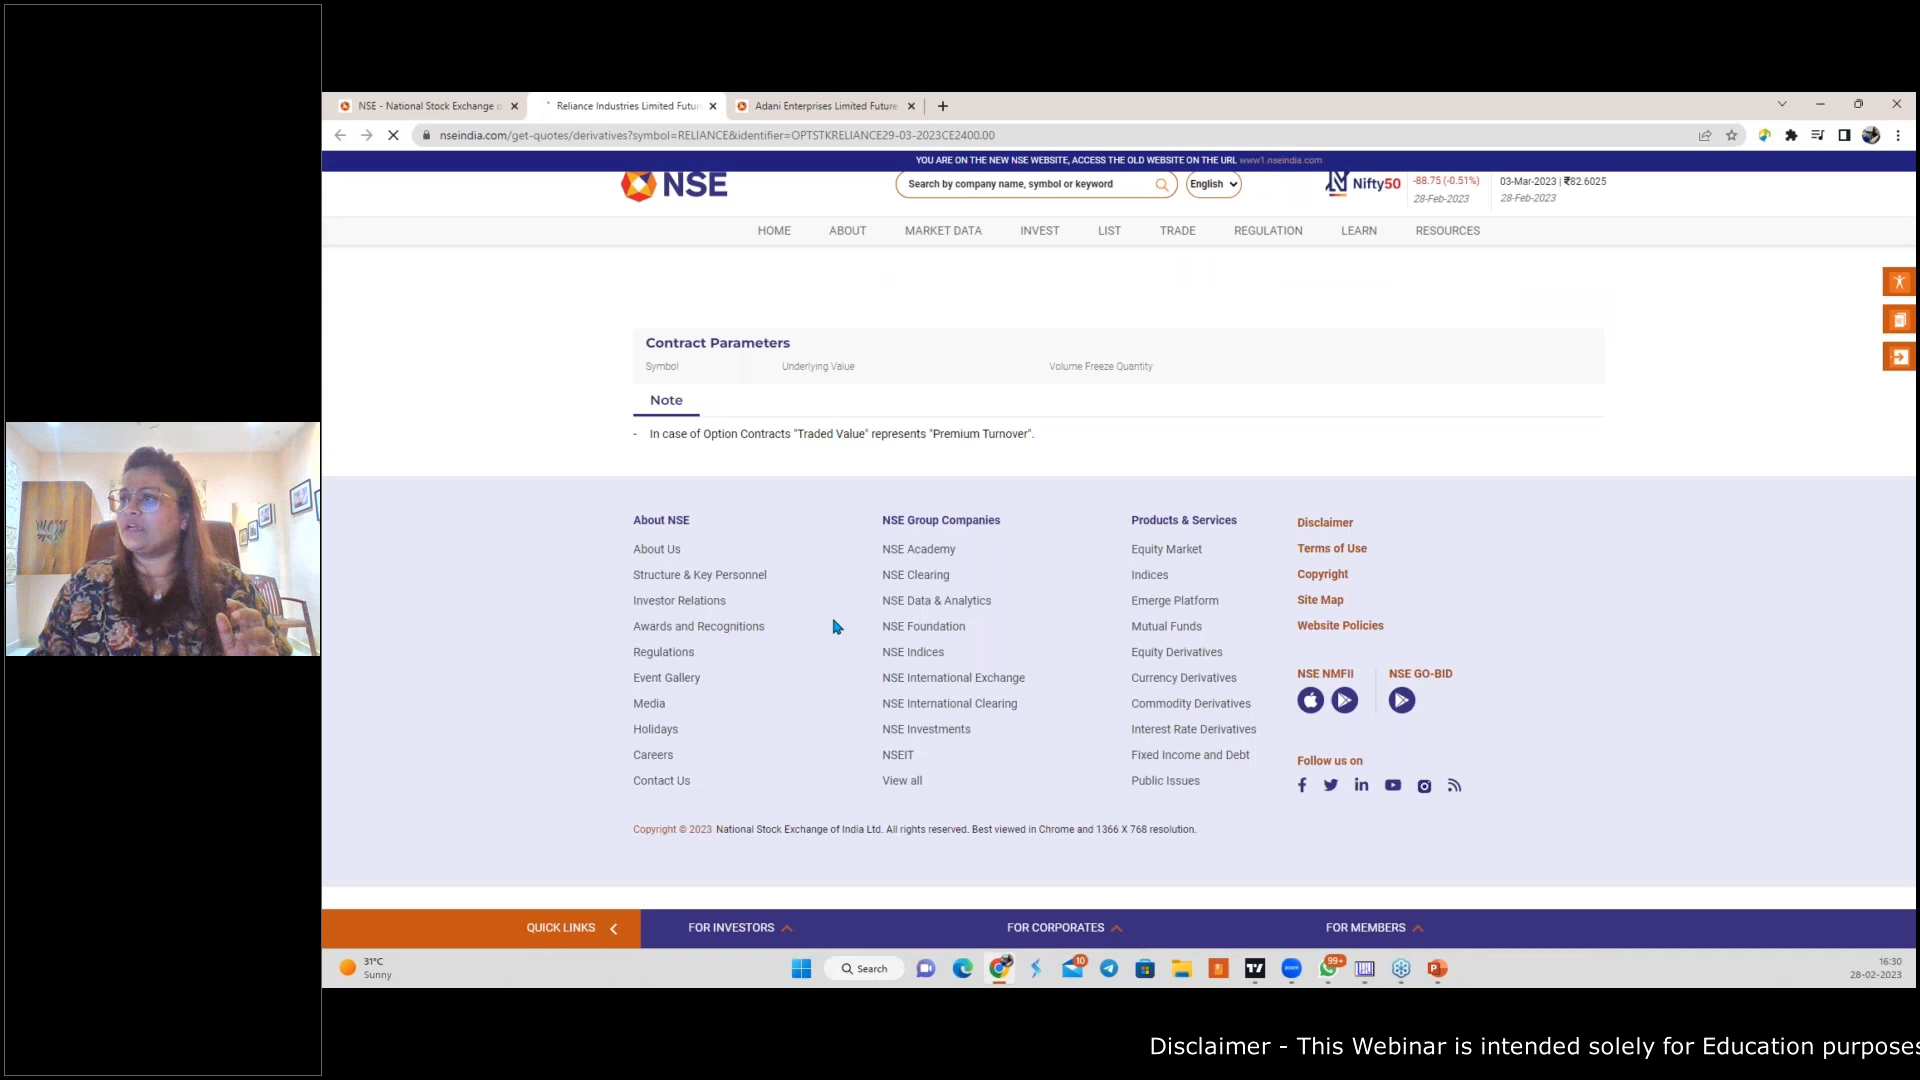 NSE - National Stock Exchange o
Reliance Industries Limited Futur
Adani Enterprises Limited Future
nseindia.com/get-quotes/derivatives?symbol=RELIANCE&identifier=OPTSTKRELIANCE29-03-2023CE2400.00
YOU ARE ON THE NEW NSE WEBSITE, ACCESS THE OLD WEBSITE ON THE URL www1.nseindia.com
NSE
Search by company name, symbol or keyword
English
Nifty50
-88.75 (-0.51%)
28-Feb-2023
03-Mar-2023 | ₹82.6025
28-Feb-2023
HOME ABOUT MARKET DATA INVEST LIST TRADE REGULATION LEARN RESOURCES
Contract Parameters
Symbol Underlying Value Volume Freeze Quantity
Note
- In case of Option Contracts "Traded Value" represents "Premium Turnover".
About NSE
About Us
Structure & Key Personnel
Investor Relations
Awards and Recognitions
Regulations
Event Gallery
Media
Holidays
Careers
Contact Us
NSE Group Companies
NSE Academy
NSE Clearing
NSE Data & Analytics
NSE Foundation
NSE Indices
NSE International Exchange
NSE International Clearing
NSE Investments
NSEIT
View all
Products & Services
Equity Market
Indices
Emerge Platform
Mutual Funds
Equity Derivatives
Currency Derivatives
Commodity Derivatives
Interest Rate Derivatives
Fixed Income and Debt
Public Issues
Disclaimer
Terms of Use
Copyright
Site Map
Website Policies
NSE NMFII NSE GO-BID
Follow us on
Copyright © 2023 National Stock Exchange of India Ltd. All rights reserved. Best viewed in Chrome and 1366 X 768 resolution.
QUICK LINKS FOR INVESTORS FOR CORPORATES FOR MEMBERS
31°C
Sunny
Search
10
zoom
99+
16:30
28-02-2023
Disclaimer - This Webinar is intended solely for Education purposes